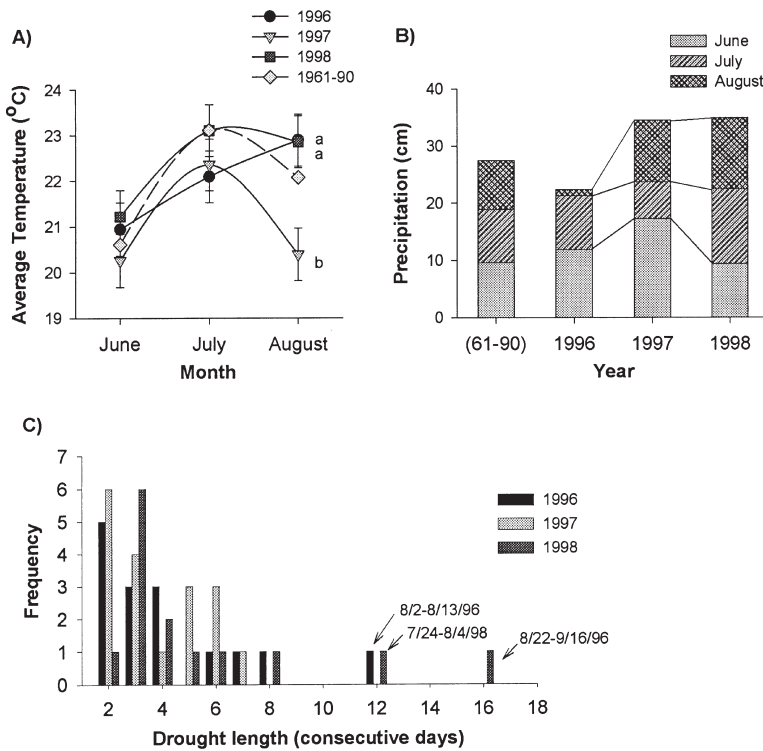 A)
1996
1997
1998
1961-90
Average Temperature (°C)
24
23
22
21
20
19
a
a
b
June
July
August
Month
B)
June
July
August
Precipitation (cm)
40
30
20
10
0
(61-90)
1996
1997
1998
Year
C)
Frequency
7
6
5
4
3
2
1
0
1996
1997
1998
8/2-8/13/96
7/24-8/4/98
8/22-9/16/96
2
4
6
8
10
12
14
16
18
Drought length (consecutive days)